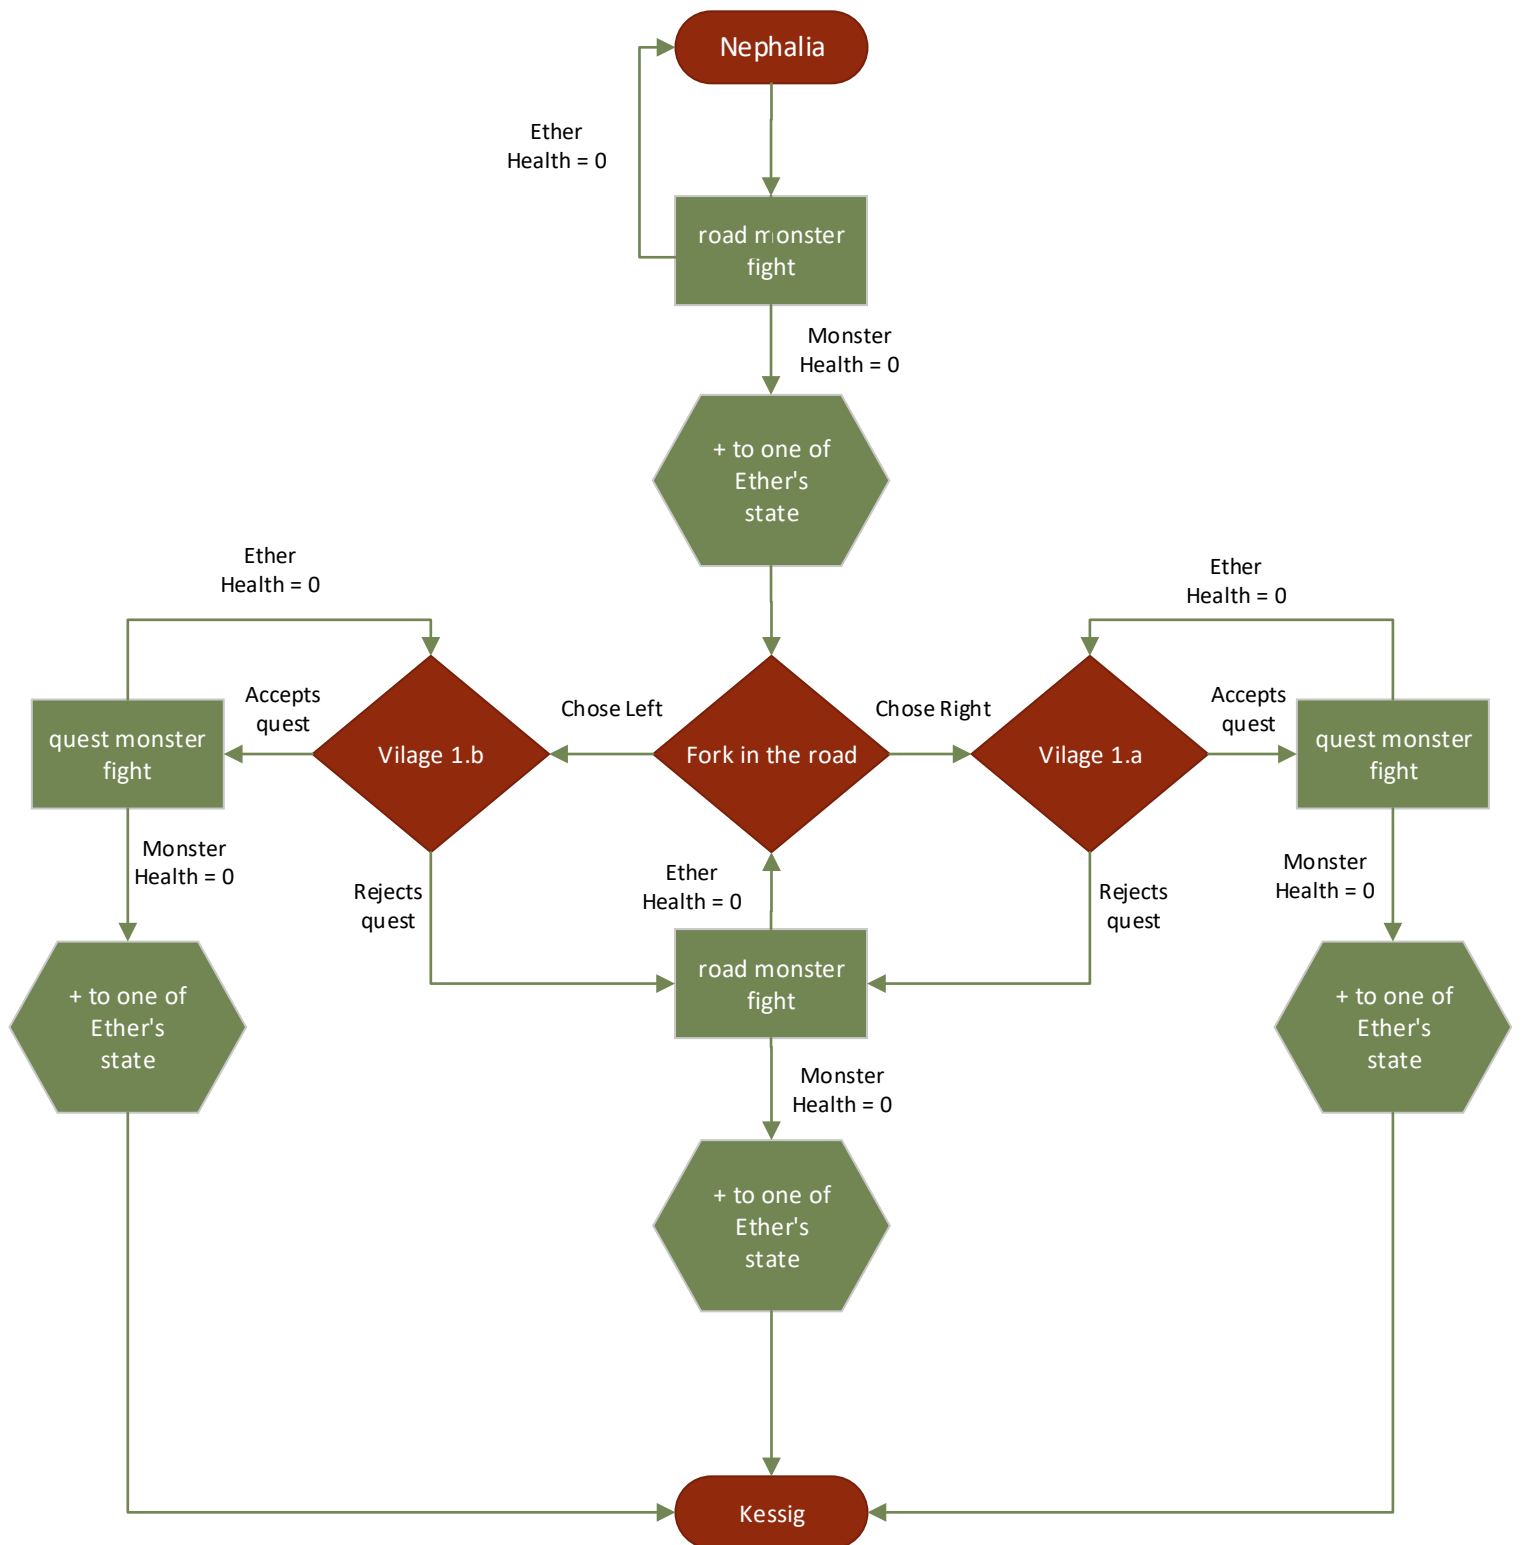 Nephalia
Ether
Health = 0
road monster
fight
Monster
Health = 0
+ to one of
Ether's
state
Ether
Health = 0
Ether
Health = 0
quest monster
fight
Accepts
quest
Vilage 1.b
Chose Left
Fork in the road
Chose Right
Vilage 1.a
Accepts
quest
quest monster
fight
Monster
Health = 0
Rejects
quest
Ether
Health = 0
Rejects
quest
Monster
Health = 0
road monster
fight
+ to one of
Ether's
state
+ to one of
Ether's
state
Monster
Health = 0
+ to one of
Ether's
state
Kessig